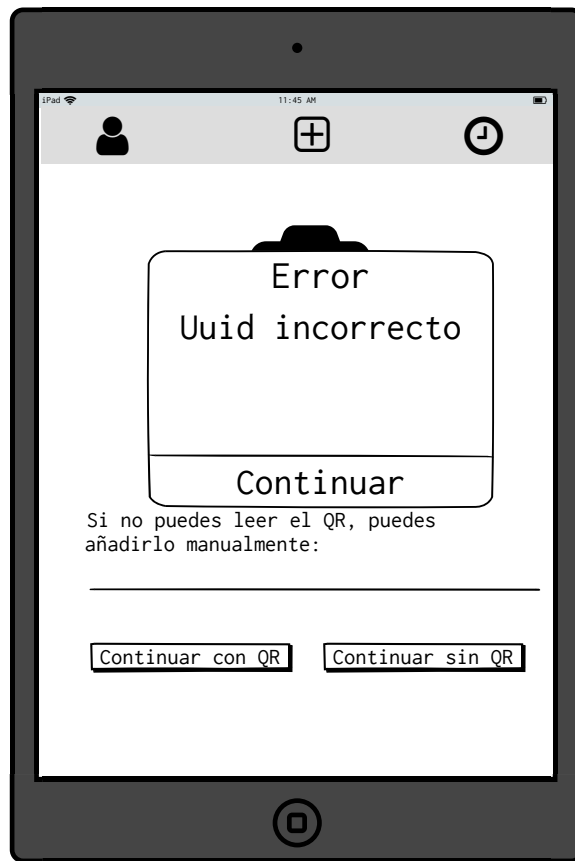 iPad 11:45 AM
Error
Uuid incorrecto
Continuar
Si no puedes leer el QR, puedes
añadirlo manualmente:
Continuar con QR Continuar sin QR